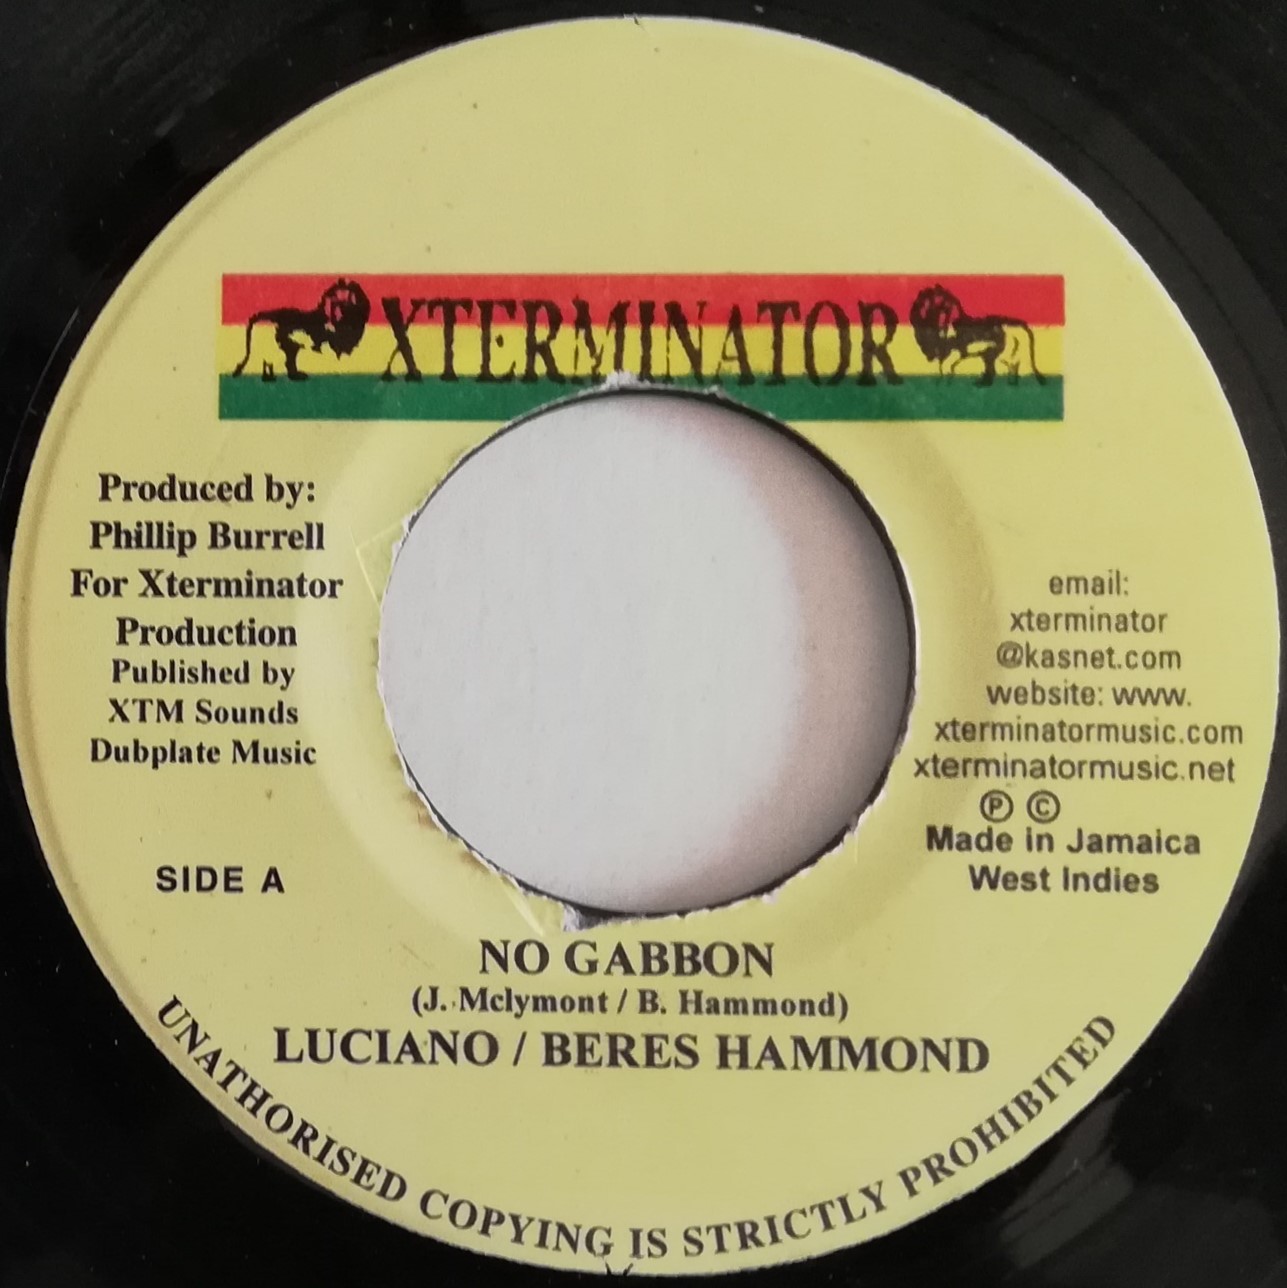 XTERMINATOR
Produced by:
Phillip Burrell
For Xterminator
Production
Published by
XTM Sounds
Dubplate Music
SIDE A
email:
xterminator
@kasnet.com
website: www.
xterminatormusic.com
xterminatormusic.net
Ⓟ ©
Made in Jamaica
West Indies
NO GABBON
(J. Mclymont / B. Hammond)
LUCIANO / BERES HAMMOND
UNATHORISED COPYING IS STRICTLY PROHIBITED